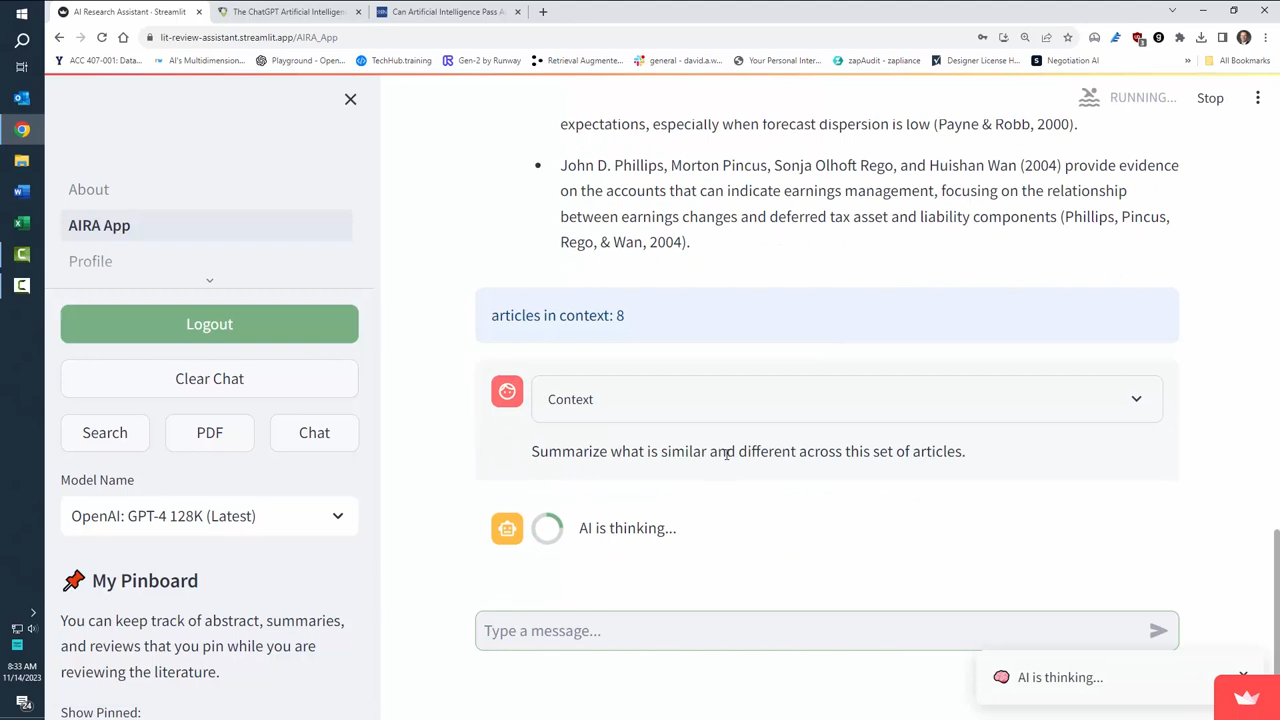 AI Research Assistant · Streamlit
The ChatGPT Artificial Intelligen
Can Artificial Intelligence Pass A
lit-review-assistant.streamlit.app/AIRA_App
ACC 407-001: Data...
AI's Multidimension...
Playground - Open...
TechHub.training
Gen-2 by Runway
Retrieval Augmente...
general - david.a.w...
Your Personal Inter...
zapAudit - zapliance
Designer License H...
Negotiation AI
»
All Bookmarks
RUNNING...
Stop
About
AIRA App
Profile
Logout
Clear Chat
Search
PDF
Chat
Model Name
OpenAI: GPT-4 128K (Latest)
My Pinboard
You can keep track of abstract, summaries,
and reviews that you pin while you are
reviewing the literature.
Show Pinned:
expectations, especially when forecast dispersion is low (Payne & Robb, 2000).
• John D. Phillips, Morton Pincus, Sonja Olhoft Rego, and Huishan Wan (2004) provide evidence
on the accounts that can indicate earnings management, focusing on the relationship
between earnings changes and deferred tax asset and liability components (Phillips, Pincus,
Rego, & Wan, 2004).
articles in context: 8
Context
Summarize what is similar and different across this set of articles.
AI is thinking...
Type a message...
AI is thinking...
8:33 AM
11/14/2023
24